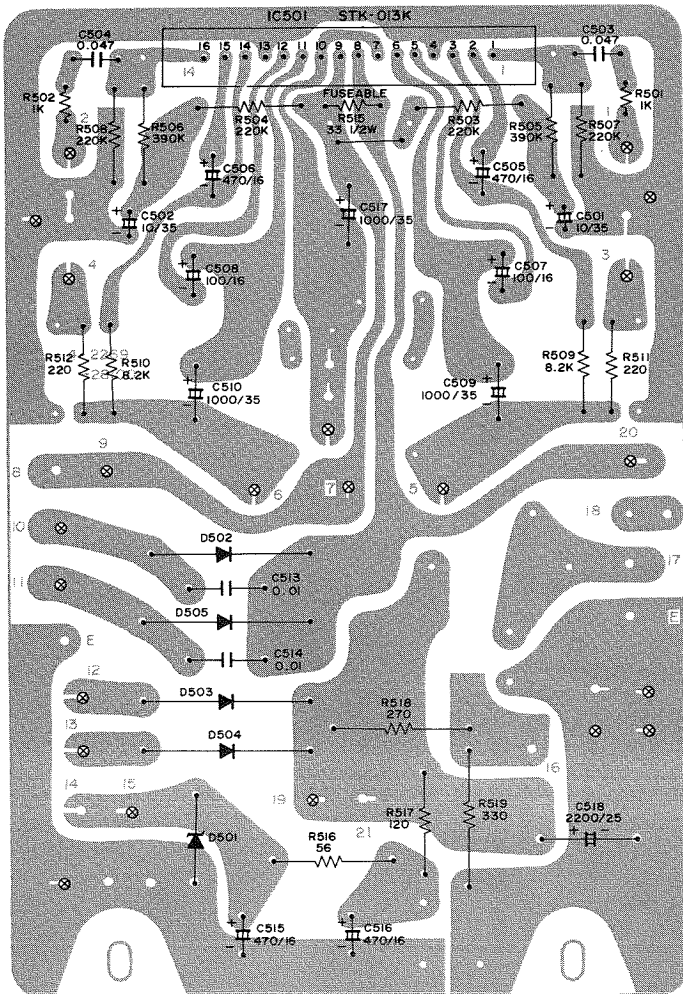 IC501 STK-013K
C504
0.047
C503
0.047
16 15 14 13 12 11 10 9 8 7 6 5 4 3 2 1
14
1
R502
1K
R501
1K
2
1
FUSEABLE
R508
220K
R506
390K
R504
220K
R515
33 1/2W
R503
220K
R505
390K
R507
220K
C506
470/16
C505
470/16
C502
10/35
C517
1000/35
C501
10/35
4
3
C508
100/16
C507
100/16
R512
220
R510
8.2K
R509
8.2K
R511
220
C510
1000/35
C509
1000/35
9
20
8
6
7
5
10
18
D502
11
C513
0.01
17
D505
E
E
C514
0.01
12
D503
R518
270
13
D504
16
14
15
19
21
D501
R517
120
R519
330
C518
2200/25
R516
56
C515
470/16
C516
470/16